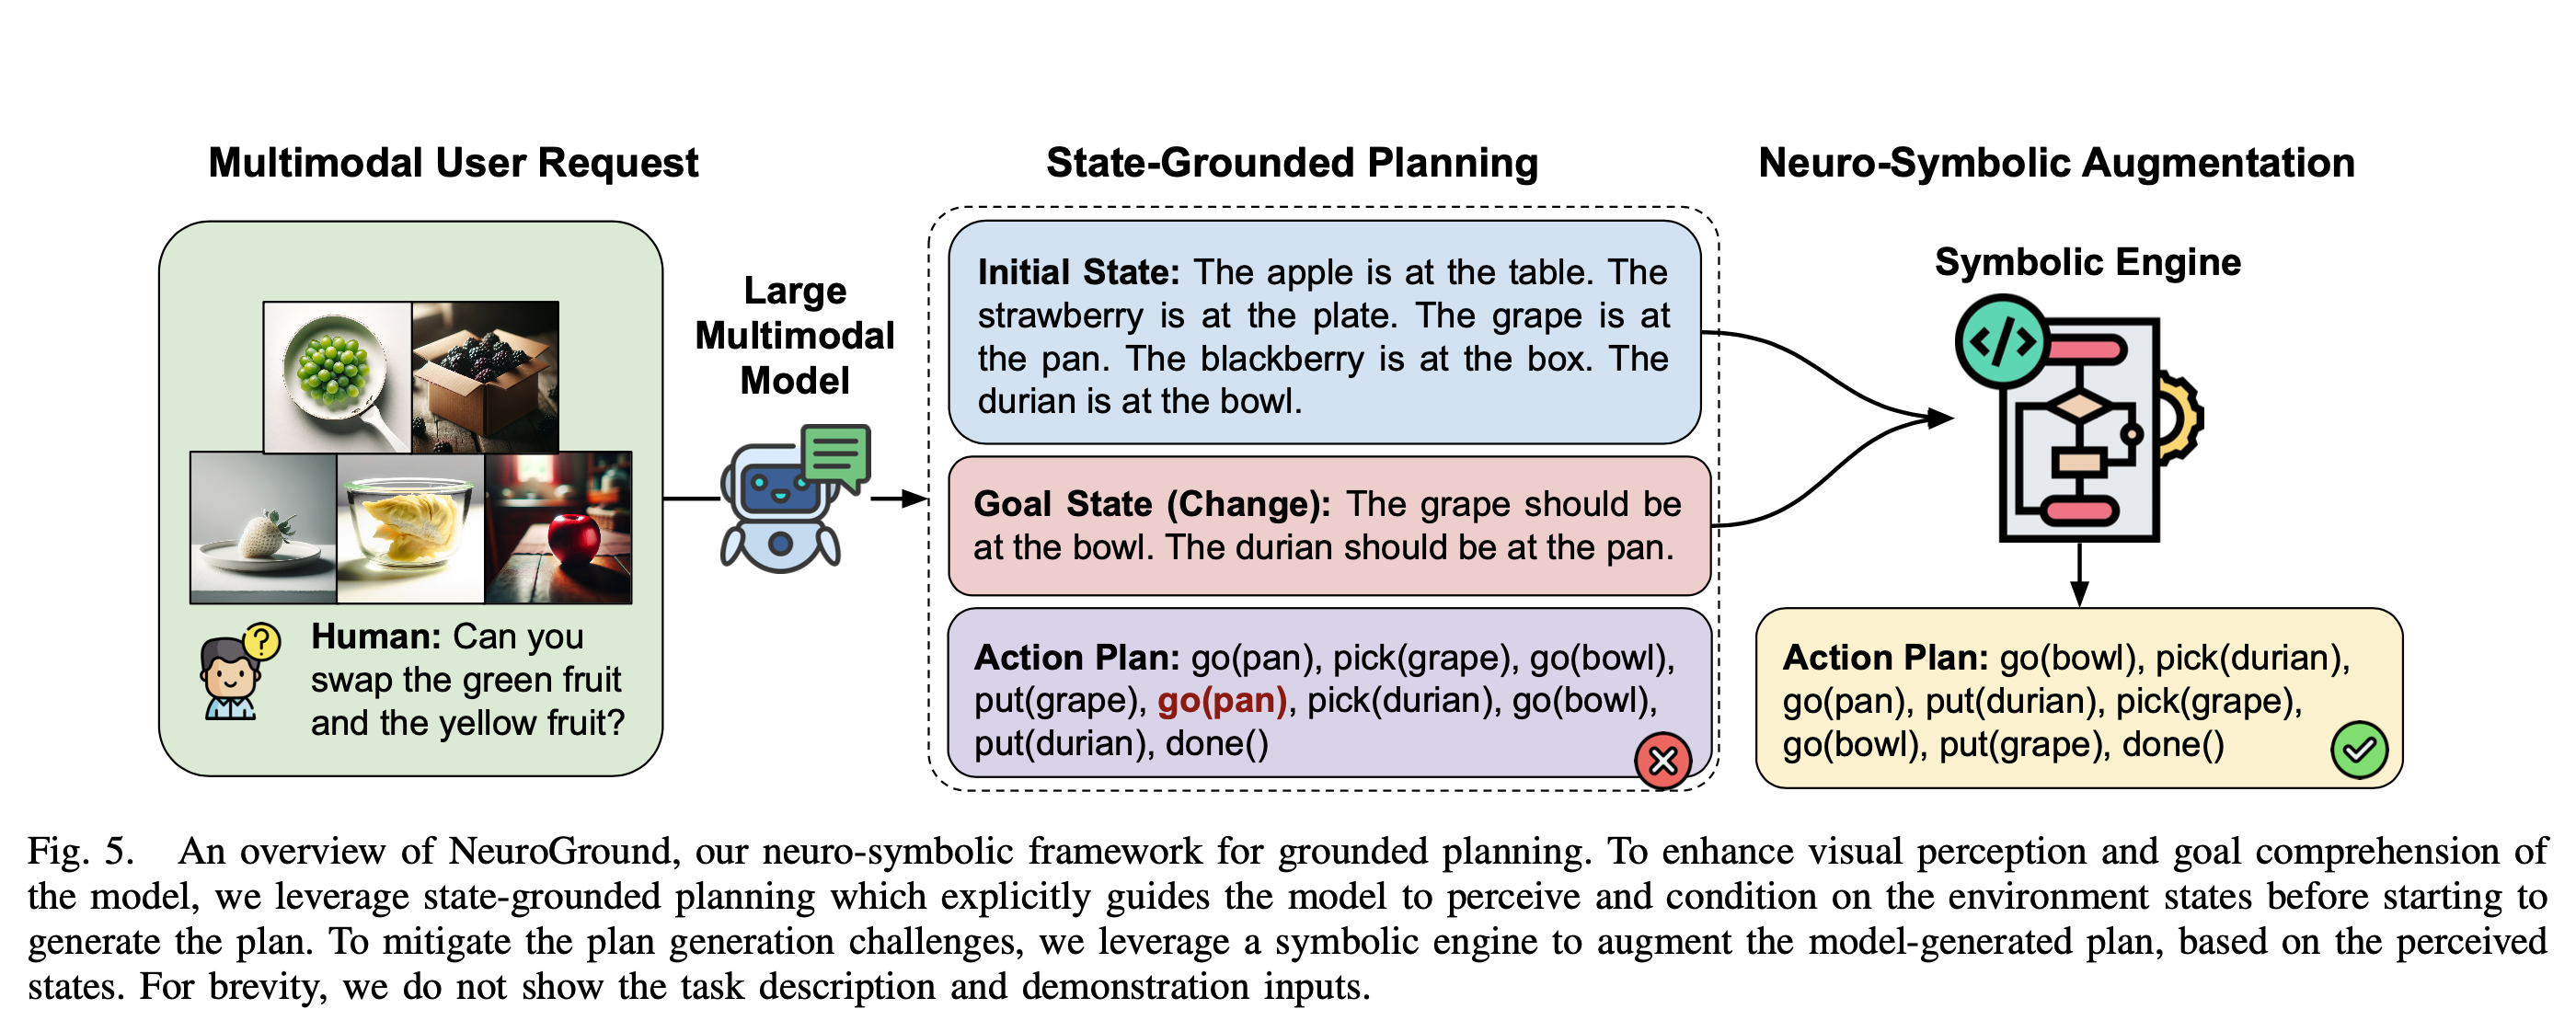 Multimodal User Request
Human: Can you
swap the green fruit
and the yellow fruit?
Large
Multimodal
Model
State-Grounded Planning
Initial State: The apple is at the table. The
strawberry is at the plate. The grape is at
the pan. The blackberry is at the box. The
durian is at the bowl.
Goal State (Change): The grape should be
at the bowl. The durian should be at the pan.
Action Plan: go(pan), pick(grape), go(bowl),
put(grape), go(pan), pick(durian), go(bowl),
put(durian), done()
Neuro-Symbolic Augmentation
Symbolic Engine
</>
Action Plan: go(bowl), pick(durian),
go(pan), put(durian), pick(grape),
go(bowl), put(grape), done()
Fig. 5. An overview of NeuroGround, our neuro-symbolic framework for grounded planning. To enhance visual perception and goal comprehension of
the model, we leverage state-grounded planning which explicitly guides the model to perceive and condition on the environment states before starting to
generate the plan. To mitigate the plan generation challenges, we leverage a symbolic engine to augment the model-generated plan, based on the perceived
states. For brevity, we do not show the task description and demonstration inputs.